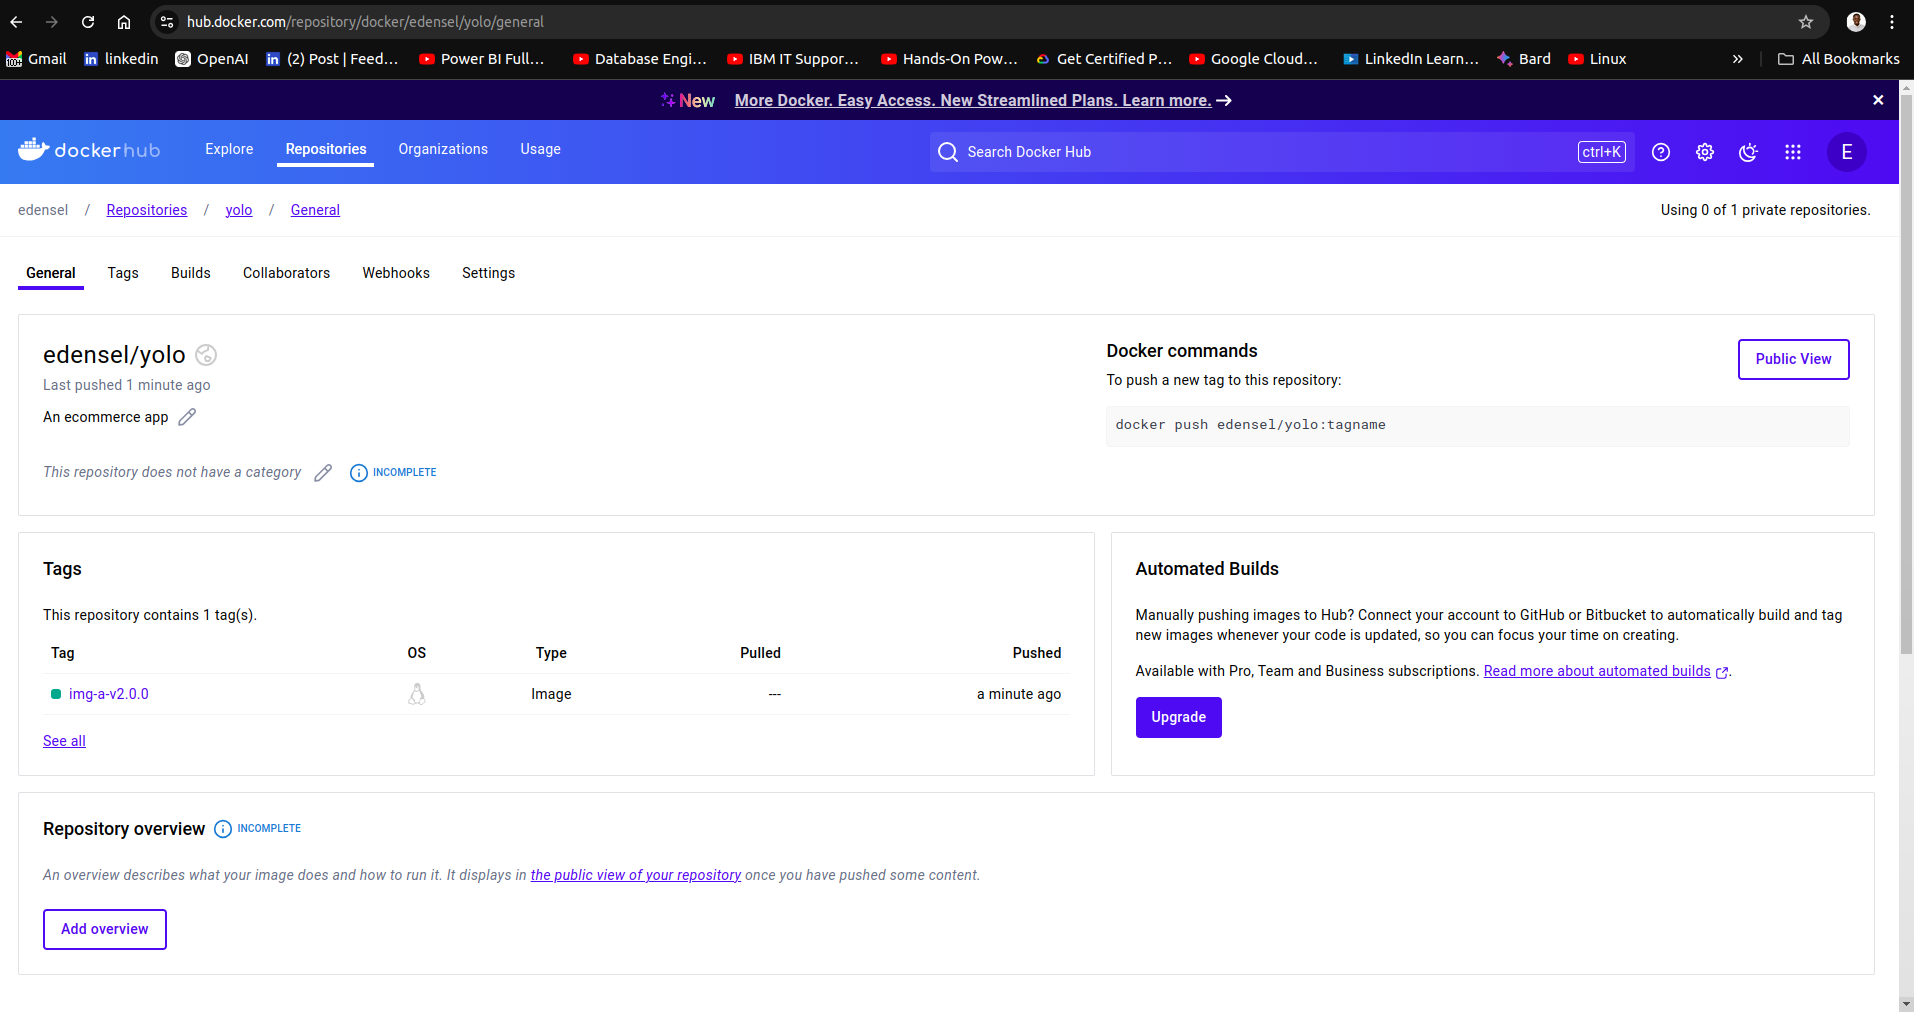 hub.docker.com/repository/docker/edensel/yolo/general
Gmail linkedin OpenAI (2) Post | Feed... Power BI Full... Database Engi... IBM IT Suppor... Hands-On Pow... Get Certified P... Google Cloud... LinkedIn Learn... Bard Linux » All Bookmarks
New More Docker. Easy Access. New Streamlined Plans. Learn more.
dockerhub Explore Repositories Organizations Usage Search Docker Hub ctrl+K E
edensel / Repositories / yolo / General Using 0 of 1 private repositories.
General Tags Builds Collaborators Webhooks Settings
edensel/yolo
Last pushed 1 minute ago
An ecommerce app
This repository does not have a category INCOMPLETE
Docker commands
Public View
To push a new tag to this repository:
docker push edensel/yolo:tagname
Tags
This repository contains 1 tag(s).
Tag OS Type Pulled Pushed
img-a-v2.0.0 Image --- a minute ago
See all
Automated Builds
Manually pushing images to Hub? Connect your account to GitHub or Bitbucket to automatically build and tag
new images whenever your code is updated, so you can focus your time on creating.
Available with Pro, Team and Business subscriptions. Read more about automated builds .
Upgrade
Repository overview INCOMPLETE
An overview describes what your image does and how to run it. It displays in the public view of your repository once you have pushed some content.
Add overview